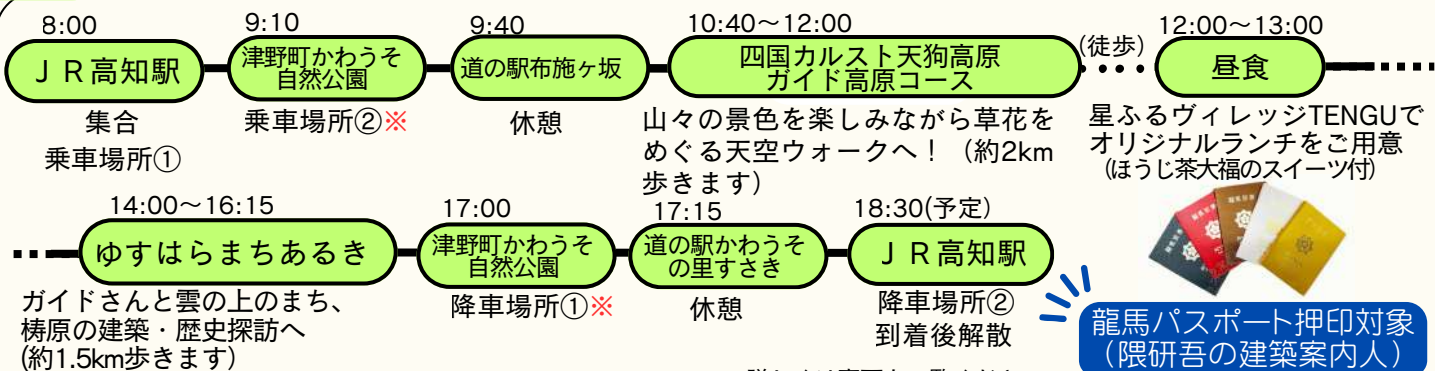 8:00
JR高知駅
集合
乗車場所①
9:10
津野町かわうそ
自然公園
乗車場所②※
9:40
道の駅布施ヶ坂
休憩
10:40～12:00
四国カルスト天狗高原
ガイド高原コース
山々の景色を楽しみながら草花を
めぐる天空ウォークへ！（約2km
歩きます）
(徒歩)
12:00～13:00
昼食
星ふるヴィレッジTENGUで
オリジナルランチをご用意
(ほうじ茶大福のスイーツ付)
14:00～16:15
ゆすはらまちあるき
ガイドさんと雲の上のまち、
梼原の建築・歴史探訪へ
(約1.5km歩きます)
17:00
津野町かわうそ
自然公園
降車場所①※
17:15
道の駅かわうそ
の里すさき
休憩
18:30(予定)
JR高知駅
降車場所②
到着後解散
龍馬パスポート押印対象
（隈研吾の建築案内人）